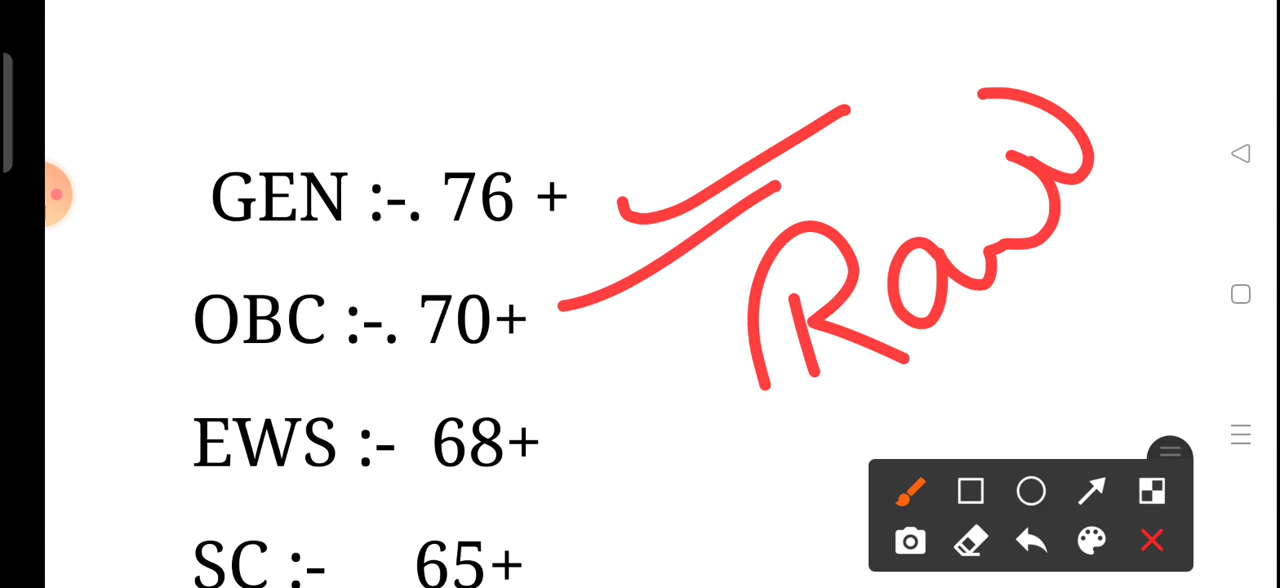 GEN :-. 76 +
Raw
OBC :-. 70+
EWS :- 68+
SC :- 65+